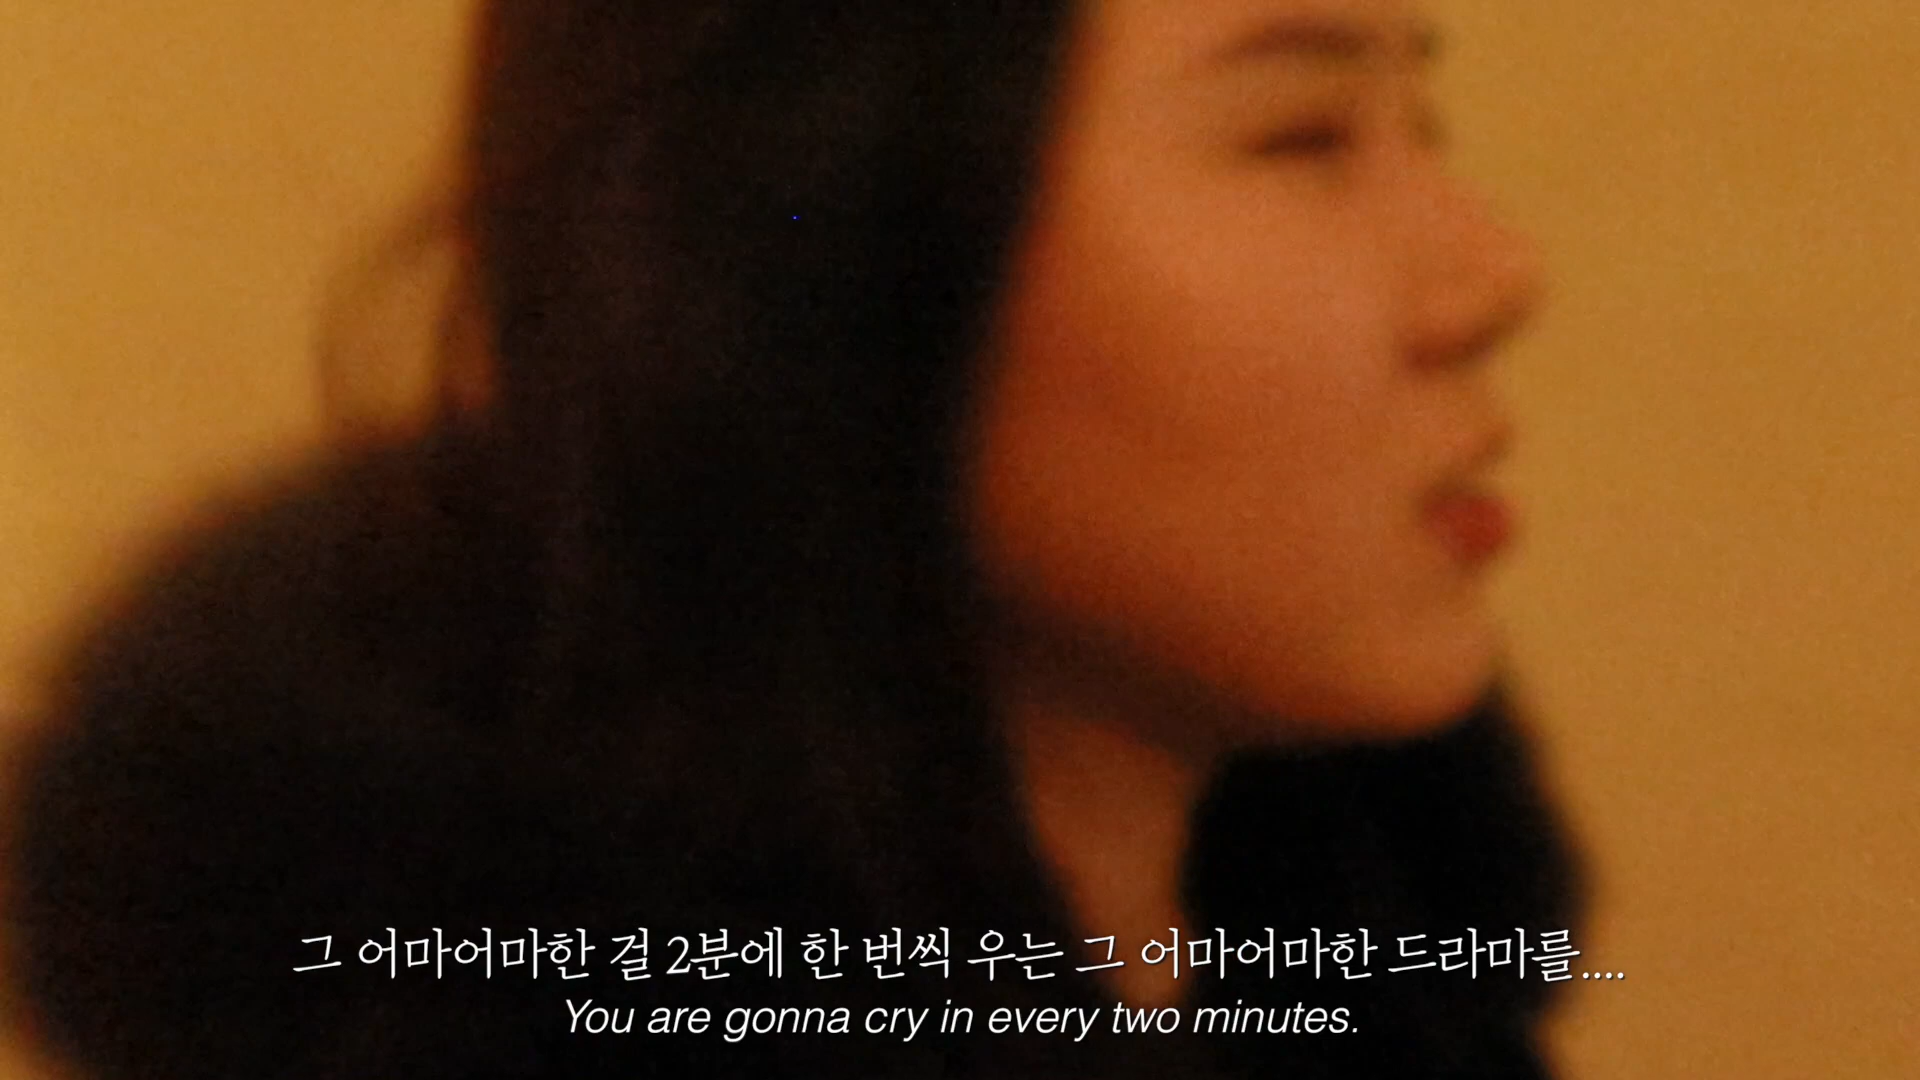 그 어마어마한 걸 2분에 한 번씩 우는 그 어마어마한 드라마를....
You are gonna cry in every two minutes.